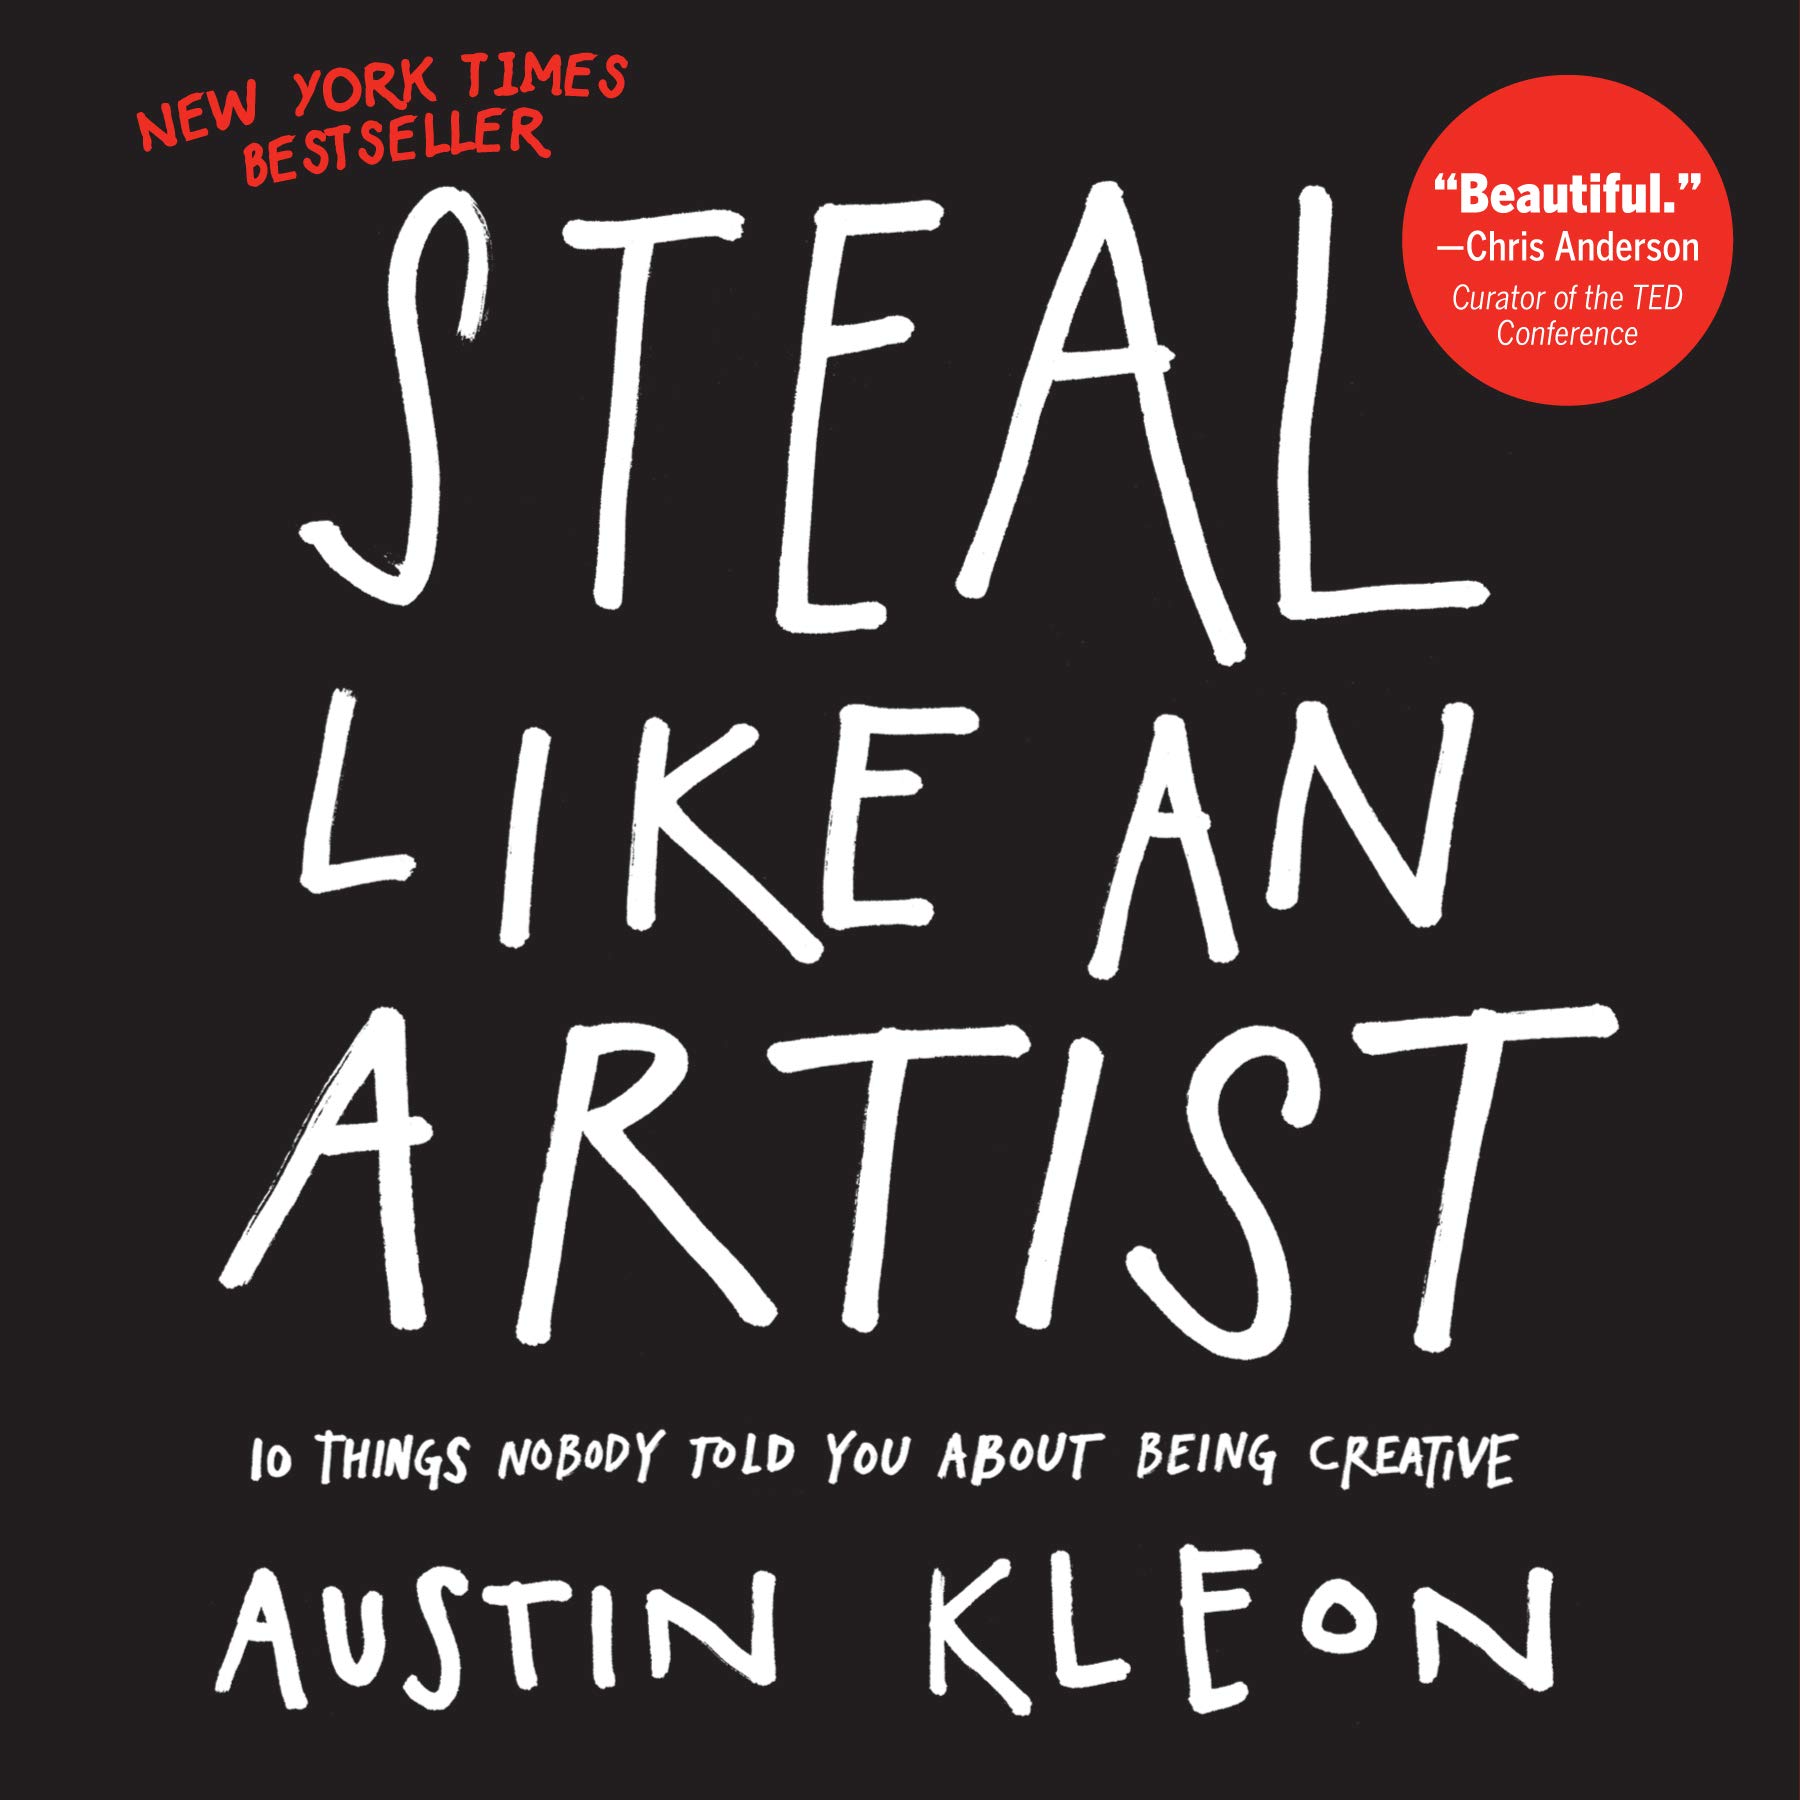 NEW YORK TIMES
BESTSELLER
“Beautiful.”
—Chris Anderson
Curator of the TED
Conference
STEAL
LIKE AN
ARTIST
10 THINGS NOBODY TOLD YOU ABOUT BEING CREATIVE
AUSTIN KLEON